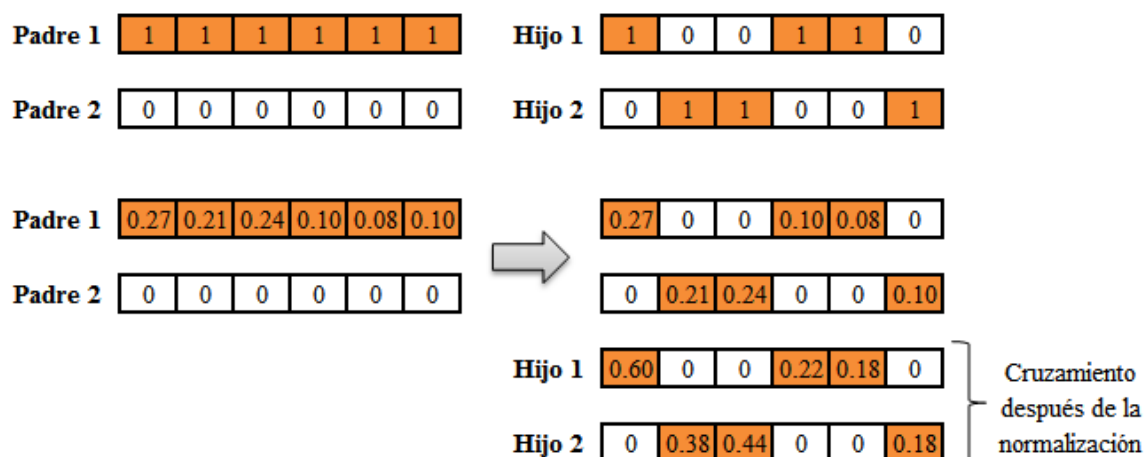 Padre 1 1 1 1 1 1 1 Hijo 1 1 0 0 1 1 0
Padre 2 0 0 0 0 0 0 Hijo 2 0 1 1 0 0 1
Padre 1 0.27 0.21 0.24 0.10 0.08 0.10 0.27 0 0 0.10 0.08 0
Padre 2 0 0 0 0 0 0 0 0.21 0.24 0 0 0.10
Hijo 1 0.60 0 0 0.22 0.18 0
Hijo 2 0 0.38 0.44 0 0 0.18
Cruzamiento
después de la
normalización